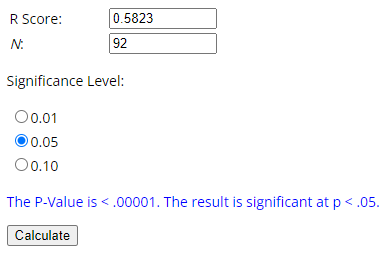 R Score: 0.5823
N: 92
Significance Level:
0.01
0.05
0.10
The P-Value is < .00001. The result is significant at p < .05.
Calculate